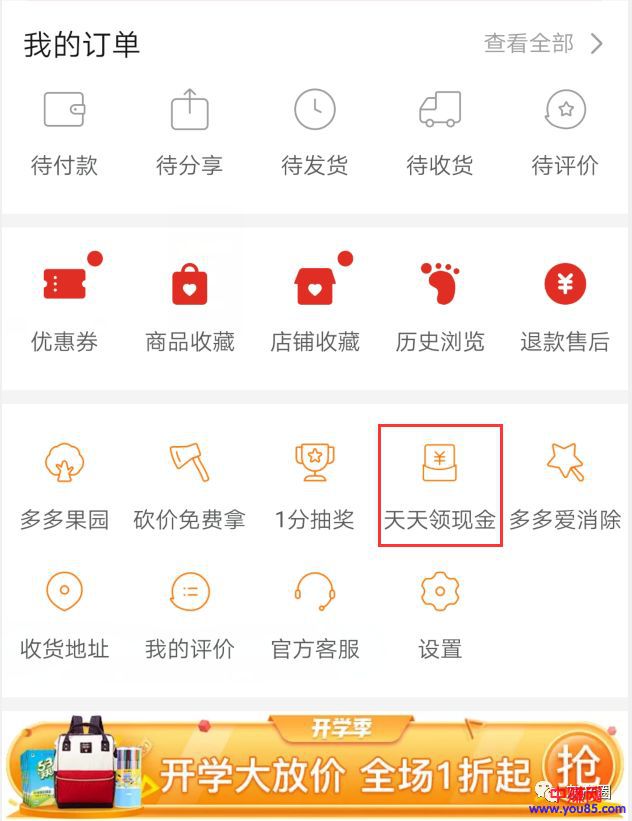 我的订单 查看全部
待付款 待分享 待发货 待收货 待评价
优惠券 商品收藏 店铺收藏 历史浏览 退款售后
多多果园 砍价免费拿 1分抽奖 天天领现金 多多爱消除
收货地址 我的评价 官方客服 设置
开学季
开学大放价 全场1折起 抢
www.you85.com